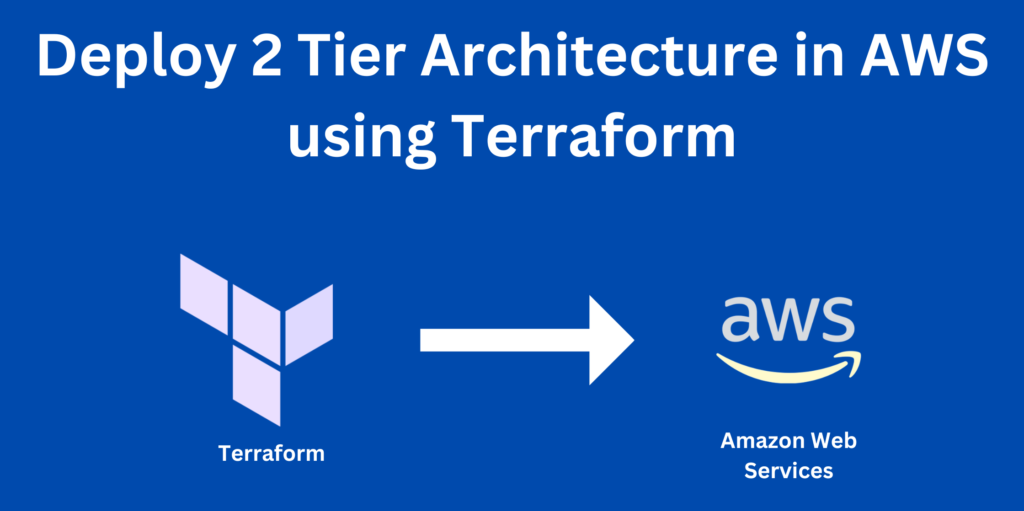 Deploy 2 Tier Architecture in AWS
using Terraform
aws
Terraform
Amazon Web
Services